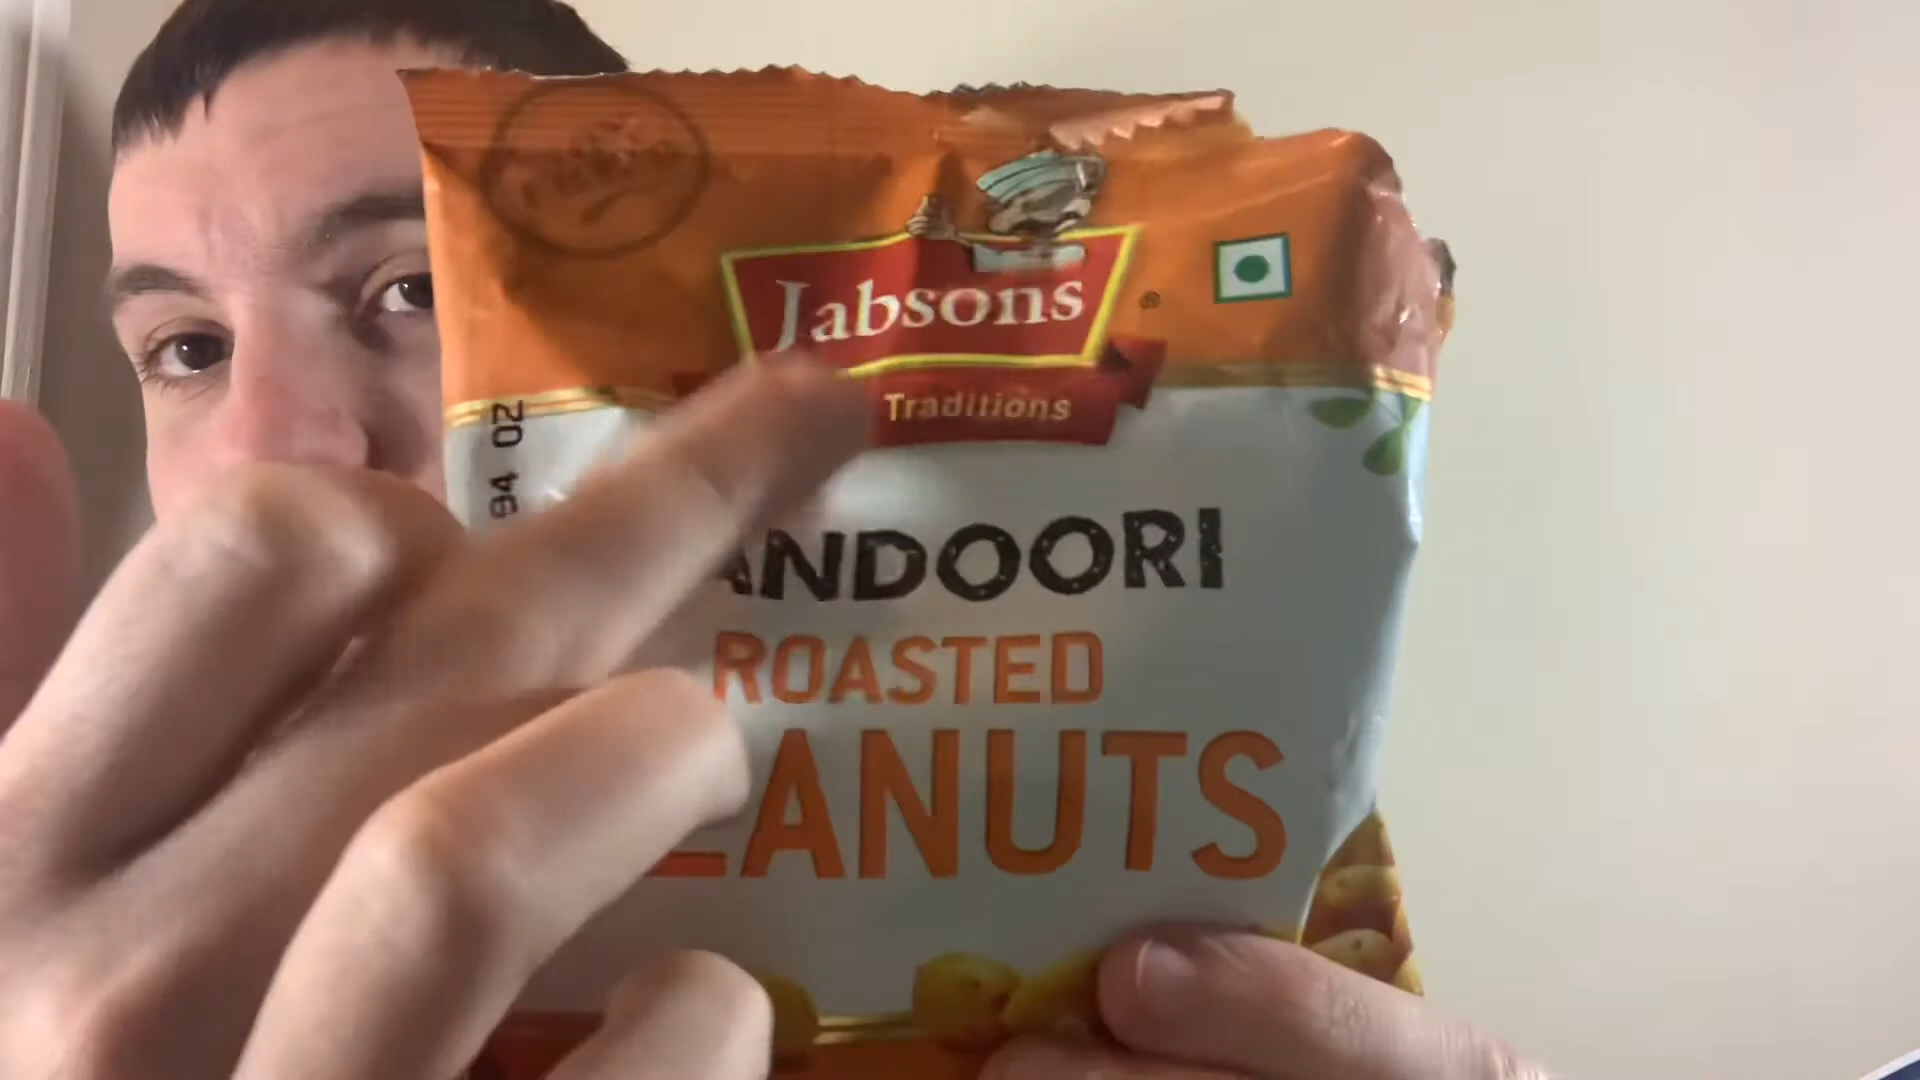 Jabsons
®
Traditions
94 02
ANDOORI
ROASTED
EANUTS